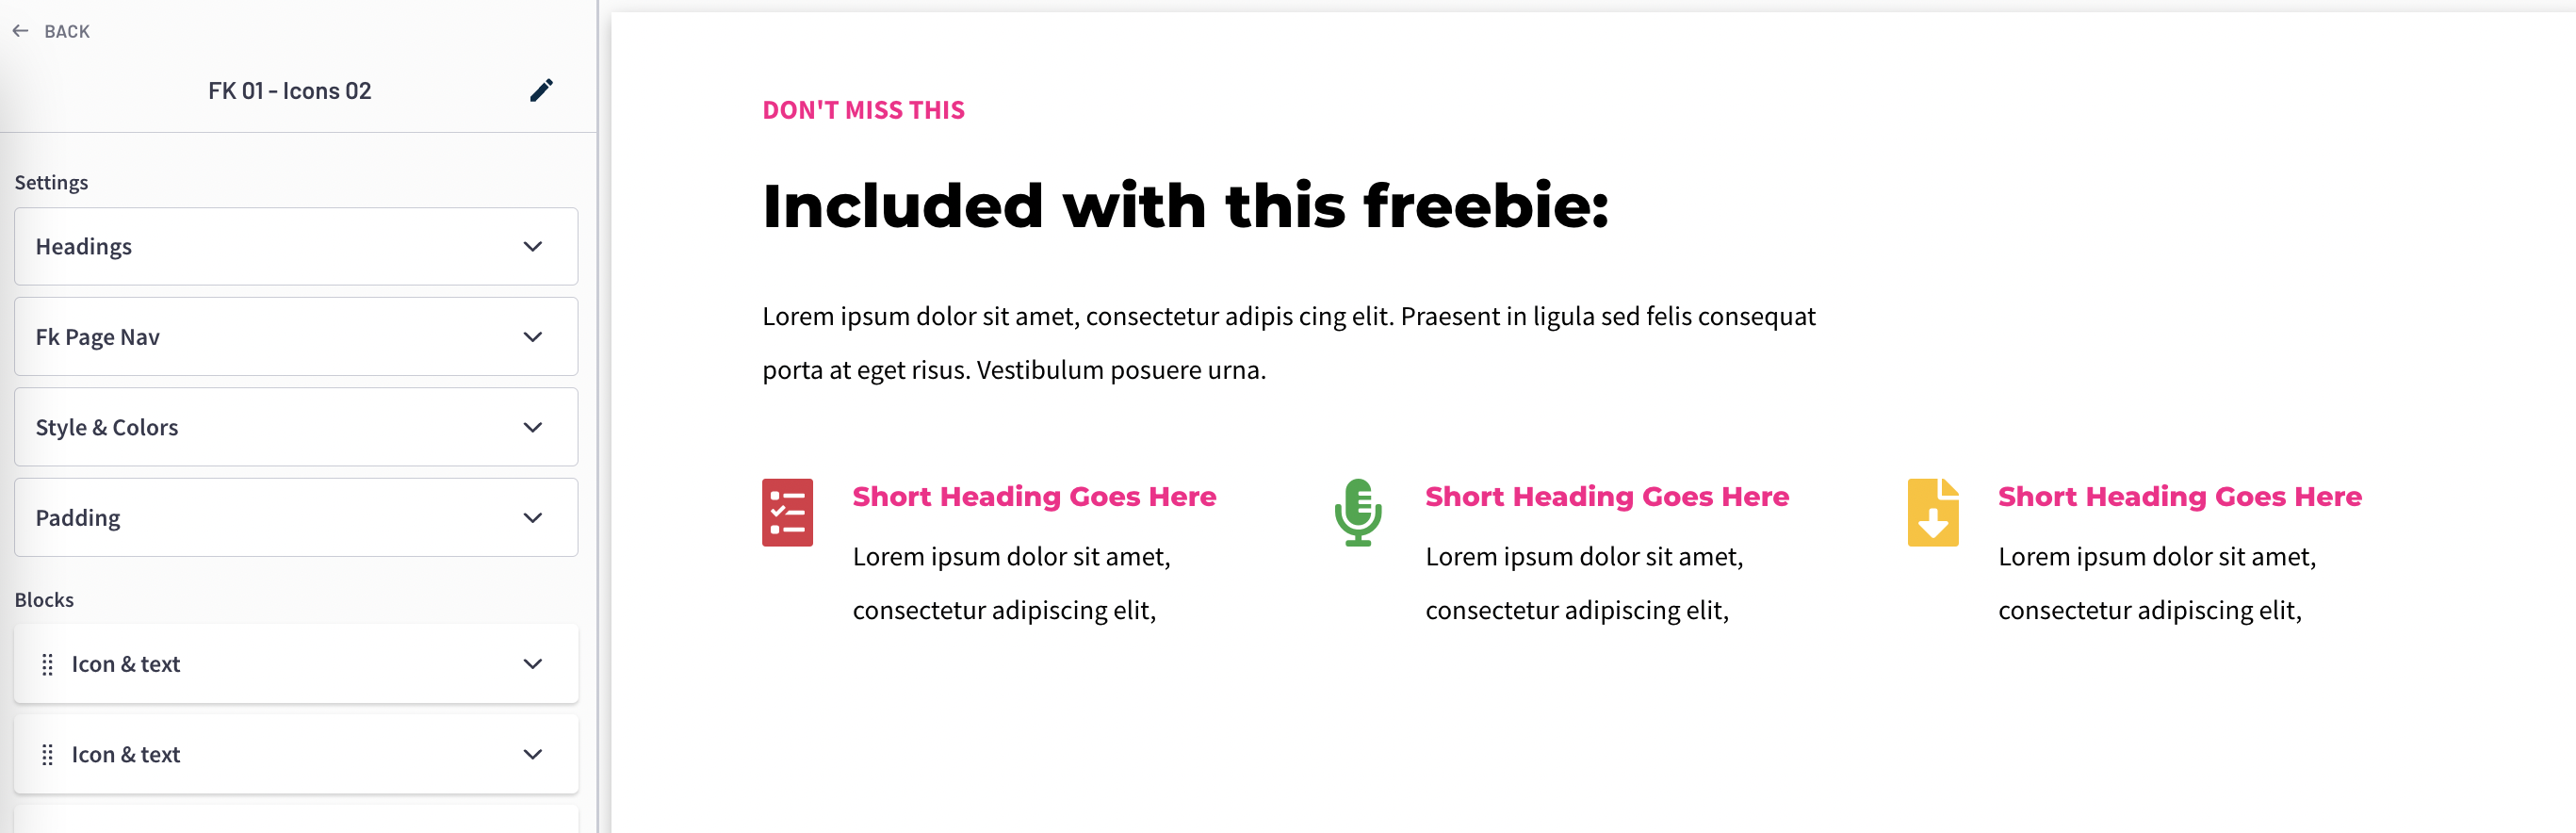 BACK
FK 01 - Icons 02
Settings
Headings
Fk Page Nav
Style & Colors
Padding
Blocks
Icon & text
Icon & text
DON'T MISS THIS
Included with this freebie:
Lorem ipsum dolor sit amet, consectetur adipis cing elit. Praesent in ligula sed felis consequat
porta at eget risus. Vestibulum posuere urna.
Short Heading Goes Here
Lorem ipsum dolor sit amet,
consectetur adipiscing elit,
Short Heading Goes Here
Lorem ipsum dolor sit amet,
consectetur adipiscing elit,
Short Heading Goes Here
Lorem ipsum dolor sit amet,
consectetur adipiscing elit,